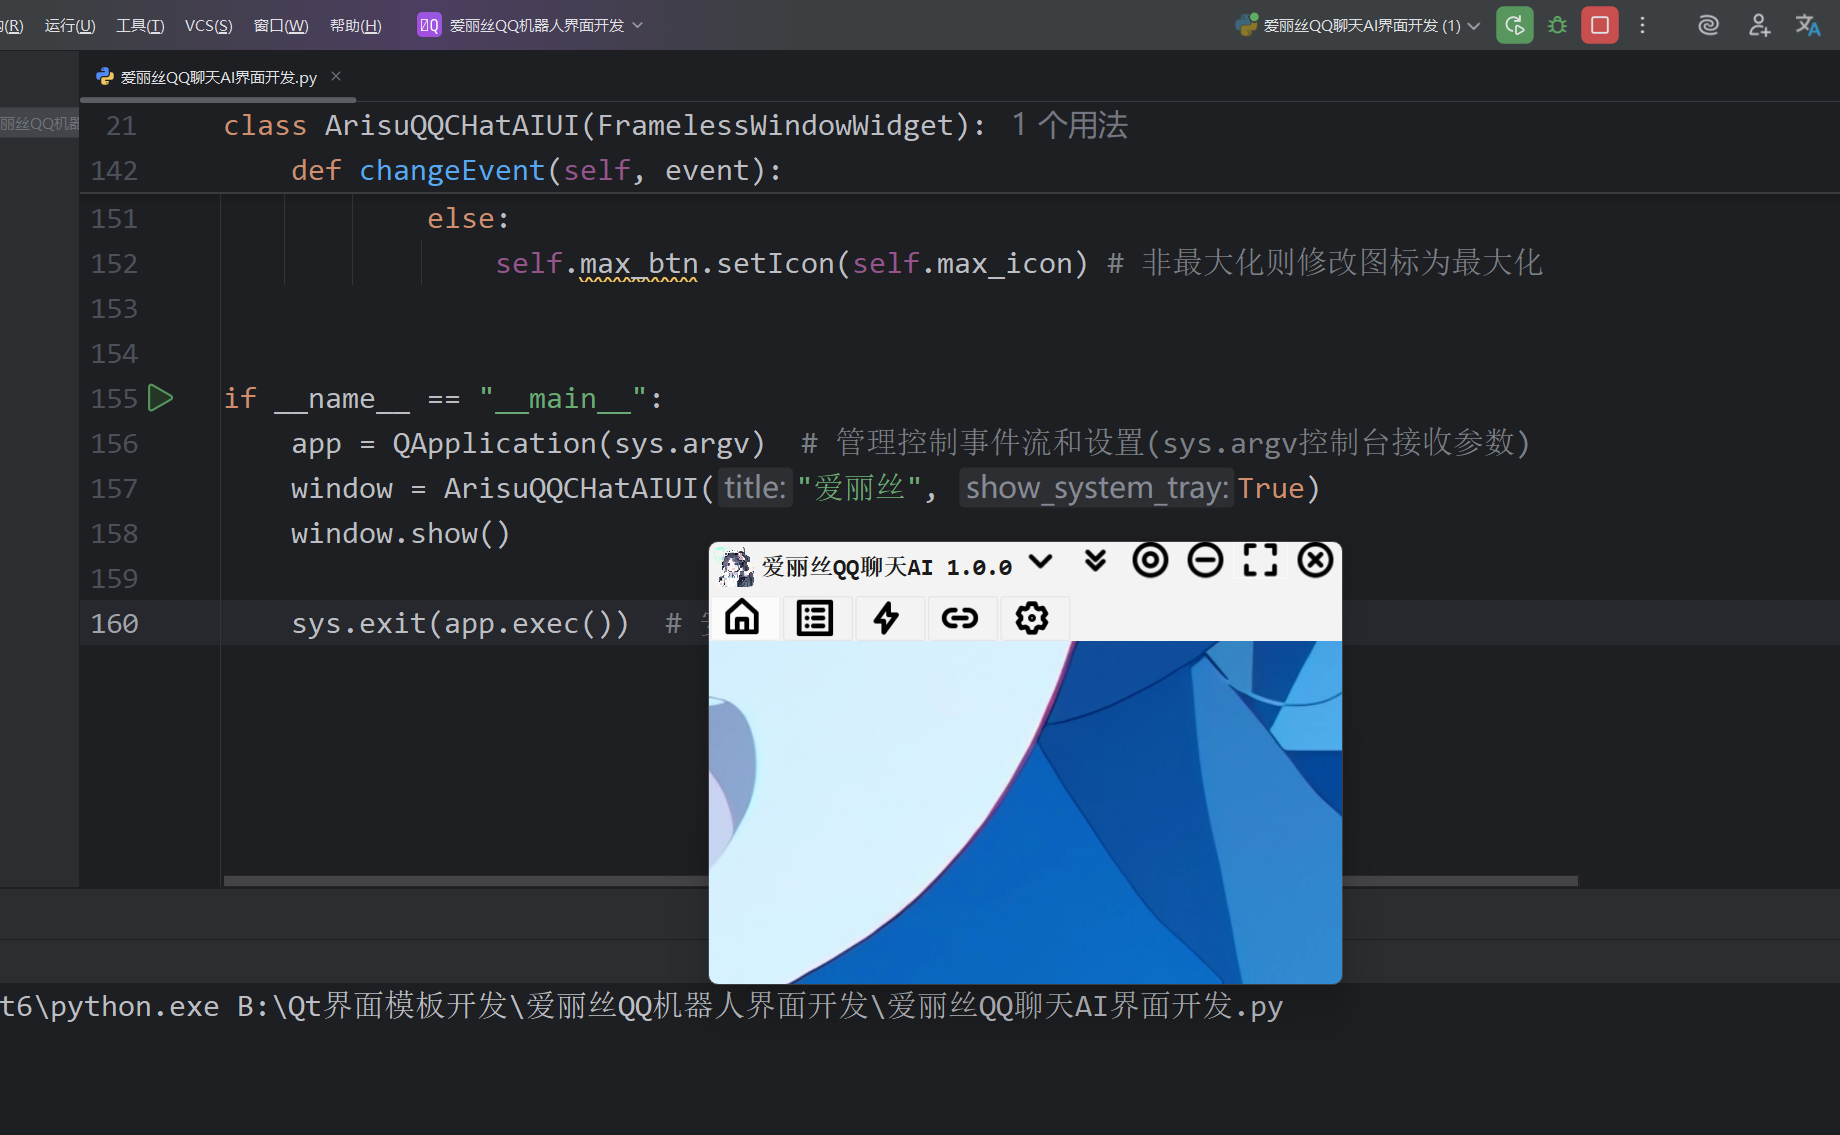 (R) 运行(U) 工具(T) VCS(S) 窗口(W) 帮助(H) 爱丽丝QQ机器人界面开发 爱丽丝QQ聊天AI界面开发 (1)
爱丽丝QQ聊天AI界面开发.py
丽丝QQ机器
21 class ArisuQQCHatAIUI(FramelessWindowWidget): 1 个用法
142 def changeEvent(self, event):
151 else:
152 self.max_btn.setIcon(self.max_icon) # 非最大化则修改图标为最大化
153
154
155 if __name__ == "__main__":
156 app = QApplication(sys.argv) # 管理控制事件流和设置(sys.argv控制台接收参数)
157 window = ArisuQQCHatAIUI(title: "爱丽丝", show_system_tray: True)
158 window.show()
159
160 sys.exit(app.exec()) #
爱丽丝QQ聊天AI 1.0.0
t6\python.exe B:\Qt界面模板开发\爱丽丝QQ机器人界面开发\爱丽丝QQ聊天AI界面开发.py